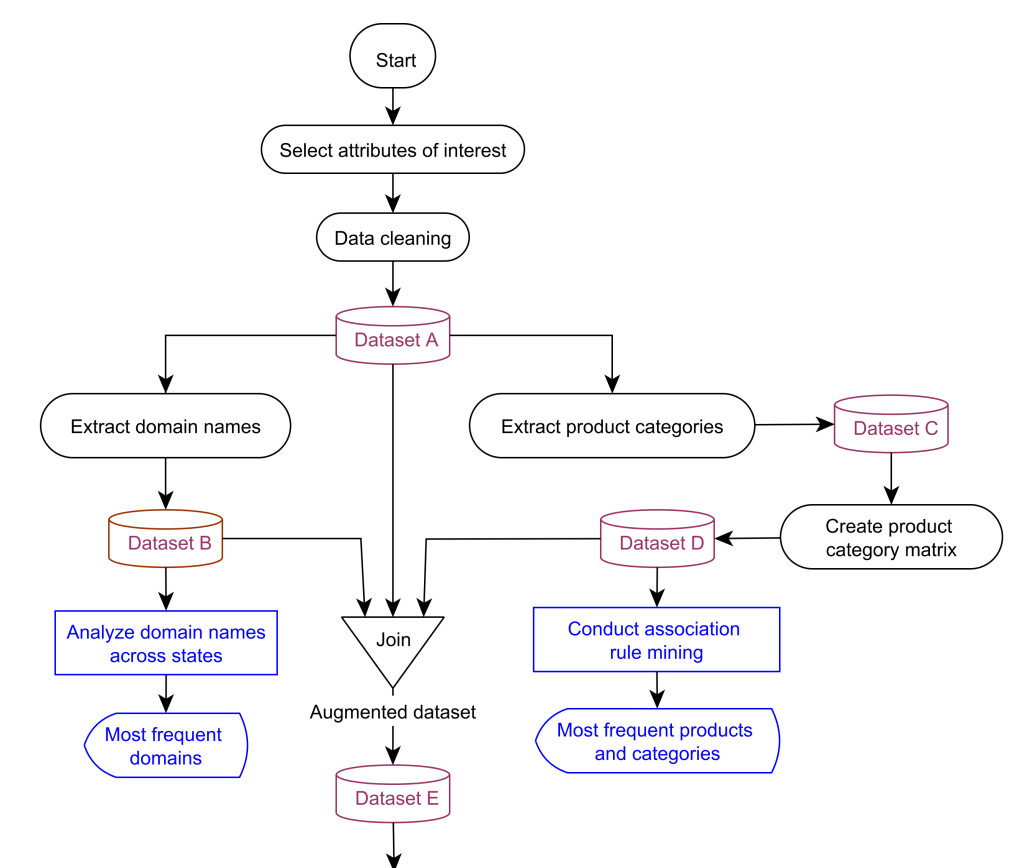 Start
Select attributes of interest
Data cleaning
Dataset A
Extract domain names
Extract product categories
Dataset C
Dataset B
Dataset D
Create product
category matrix
Analyze domain names
across states
Join
Conduct association
rule mining
Augmented dataset
Most frequent
domains
Most frequent products
and categories
Dataset E